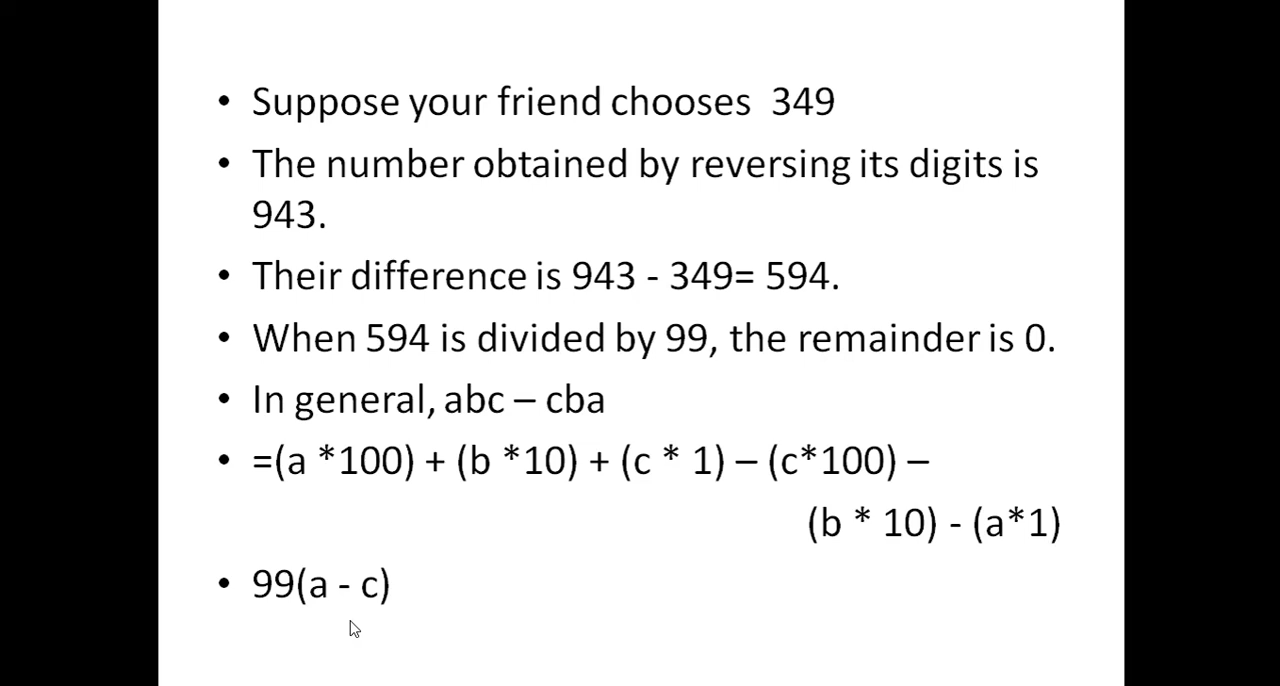 • Suppose your friend chooses  349
• The number obtained by reversing its digits is
943.
• Their difference is 943 - 349= 594.
• When 594 is divided by 99, the remainder is 0.
• In general, abc – cba
• =(a *100) + (b *10) + (c * 1) – (c*100) –
(b * 10) - (a*1)
• 99(a - c)